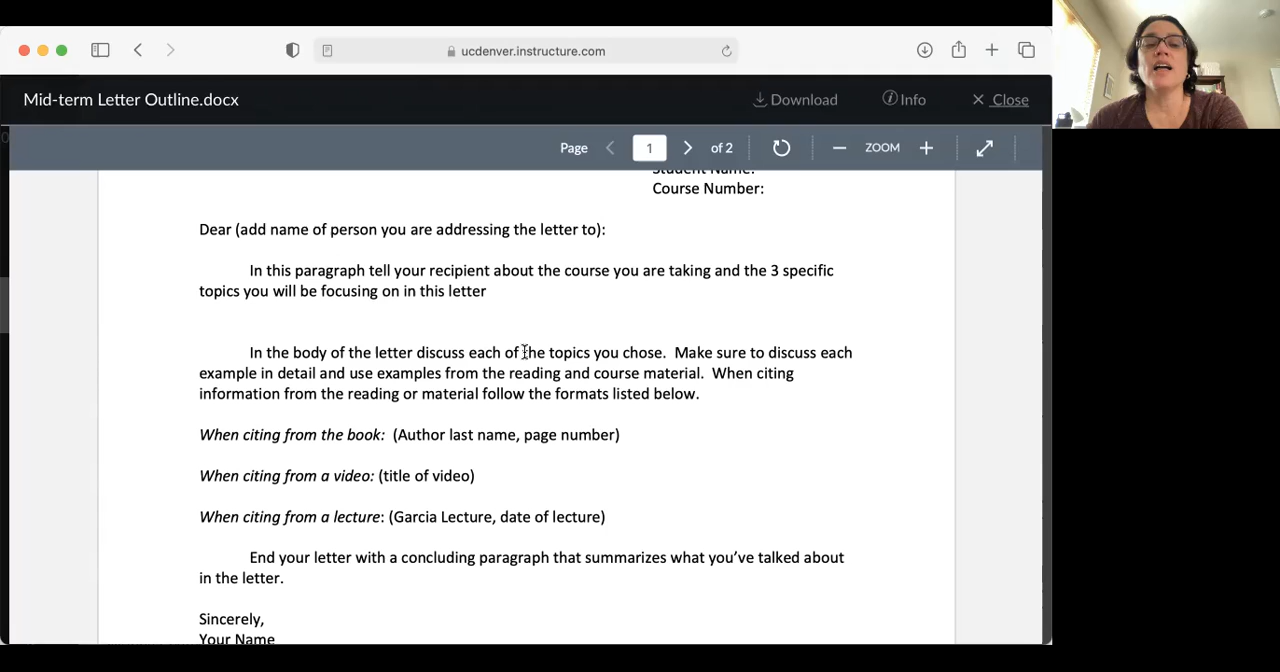 ucdenver.instructure.com
Mid-term Letter Outline.docx
Download
Info
Close
Page
1
of 2
ZOOM
Student Name:
Course Number:
Dear (add name of person you are addressing the letter to):
In this paragraph tell your recipient about the course you are taking and the 3 specific
topics you will be focusing on in this letter
In the body of the letter discuss each of the topics you chose.  Make sure to discuss each
example in detail and use examples from the reading and course material.  When citing
information from the reading or material follow the formats listed below.
When citing from the book:  (Author last name, page number)
When citing from a video: (title of video)
When citing from a lecture: (Garcia Lecture, date of lecture)
End your letter with a concluding paragraph that summarizes what you’ve talked about
in the letter.
Sincerely,
Your Name